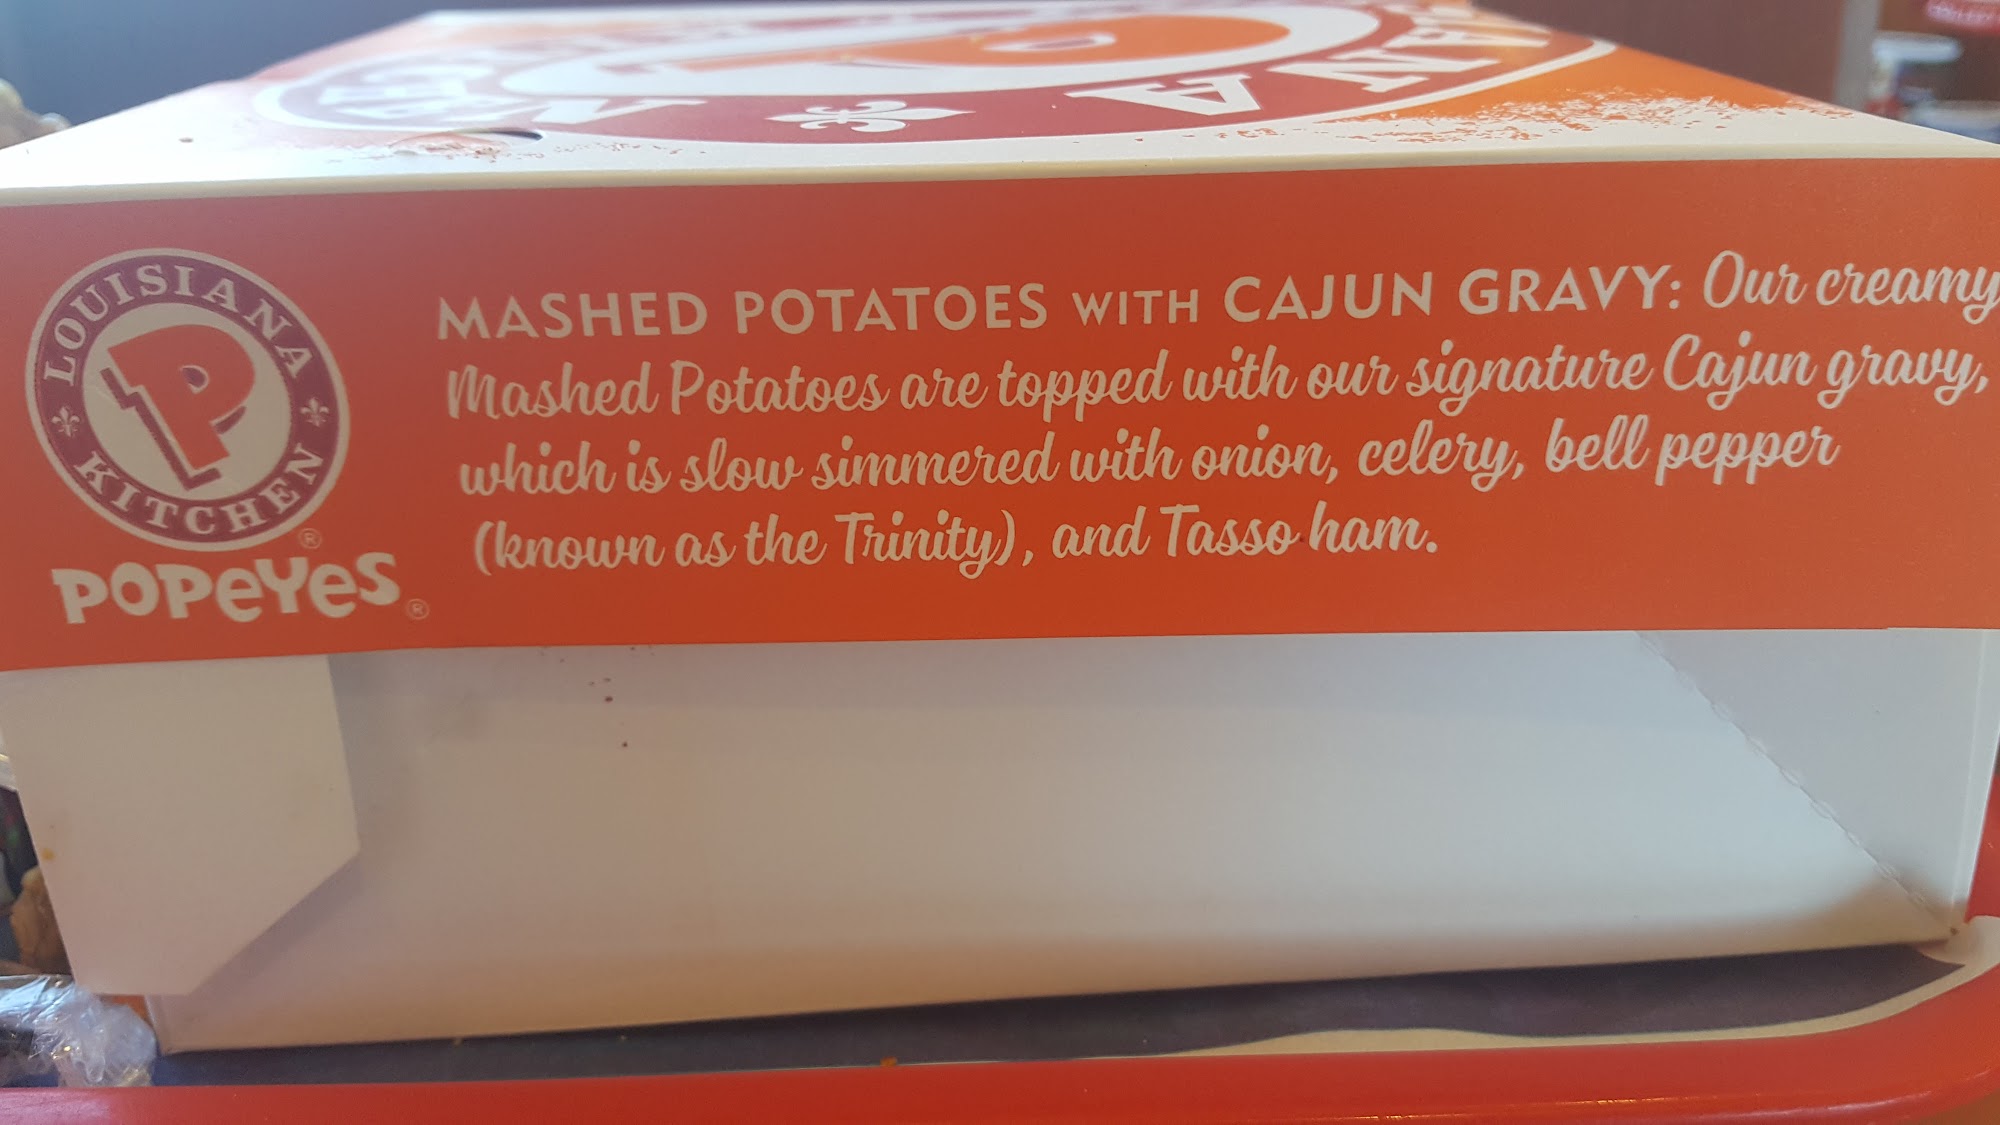 LOUISIANA
P
KITCHEN
POPEYES
MASHED POTATOES WITH CAJUN GRAVY: Our creamy
Mashed Potatoes are topped with our signature Cajun gravy,
which is slow simmered with onion, celery, bell pepper
(known as the Trinity), and Tasso ham.